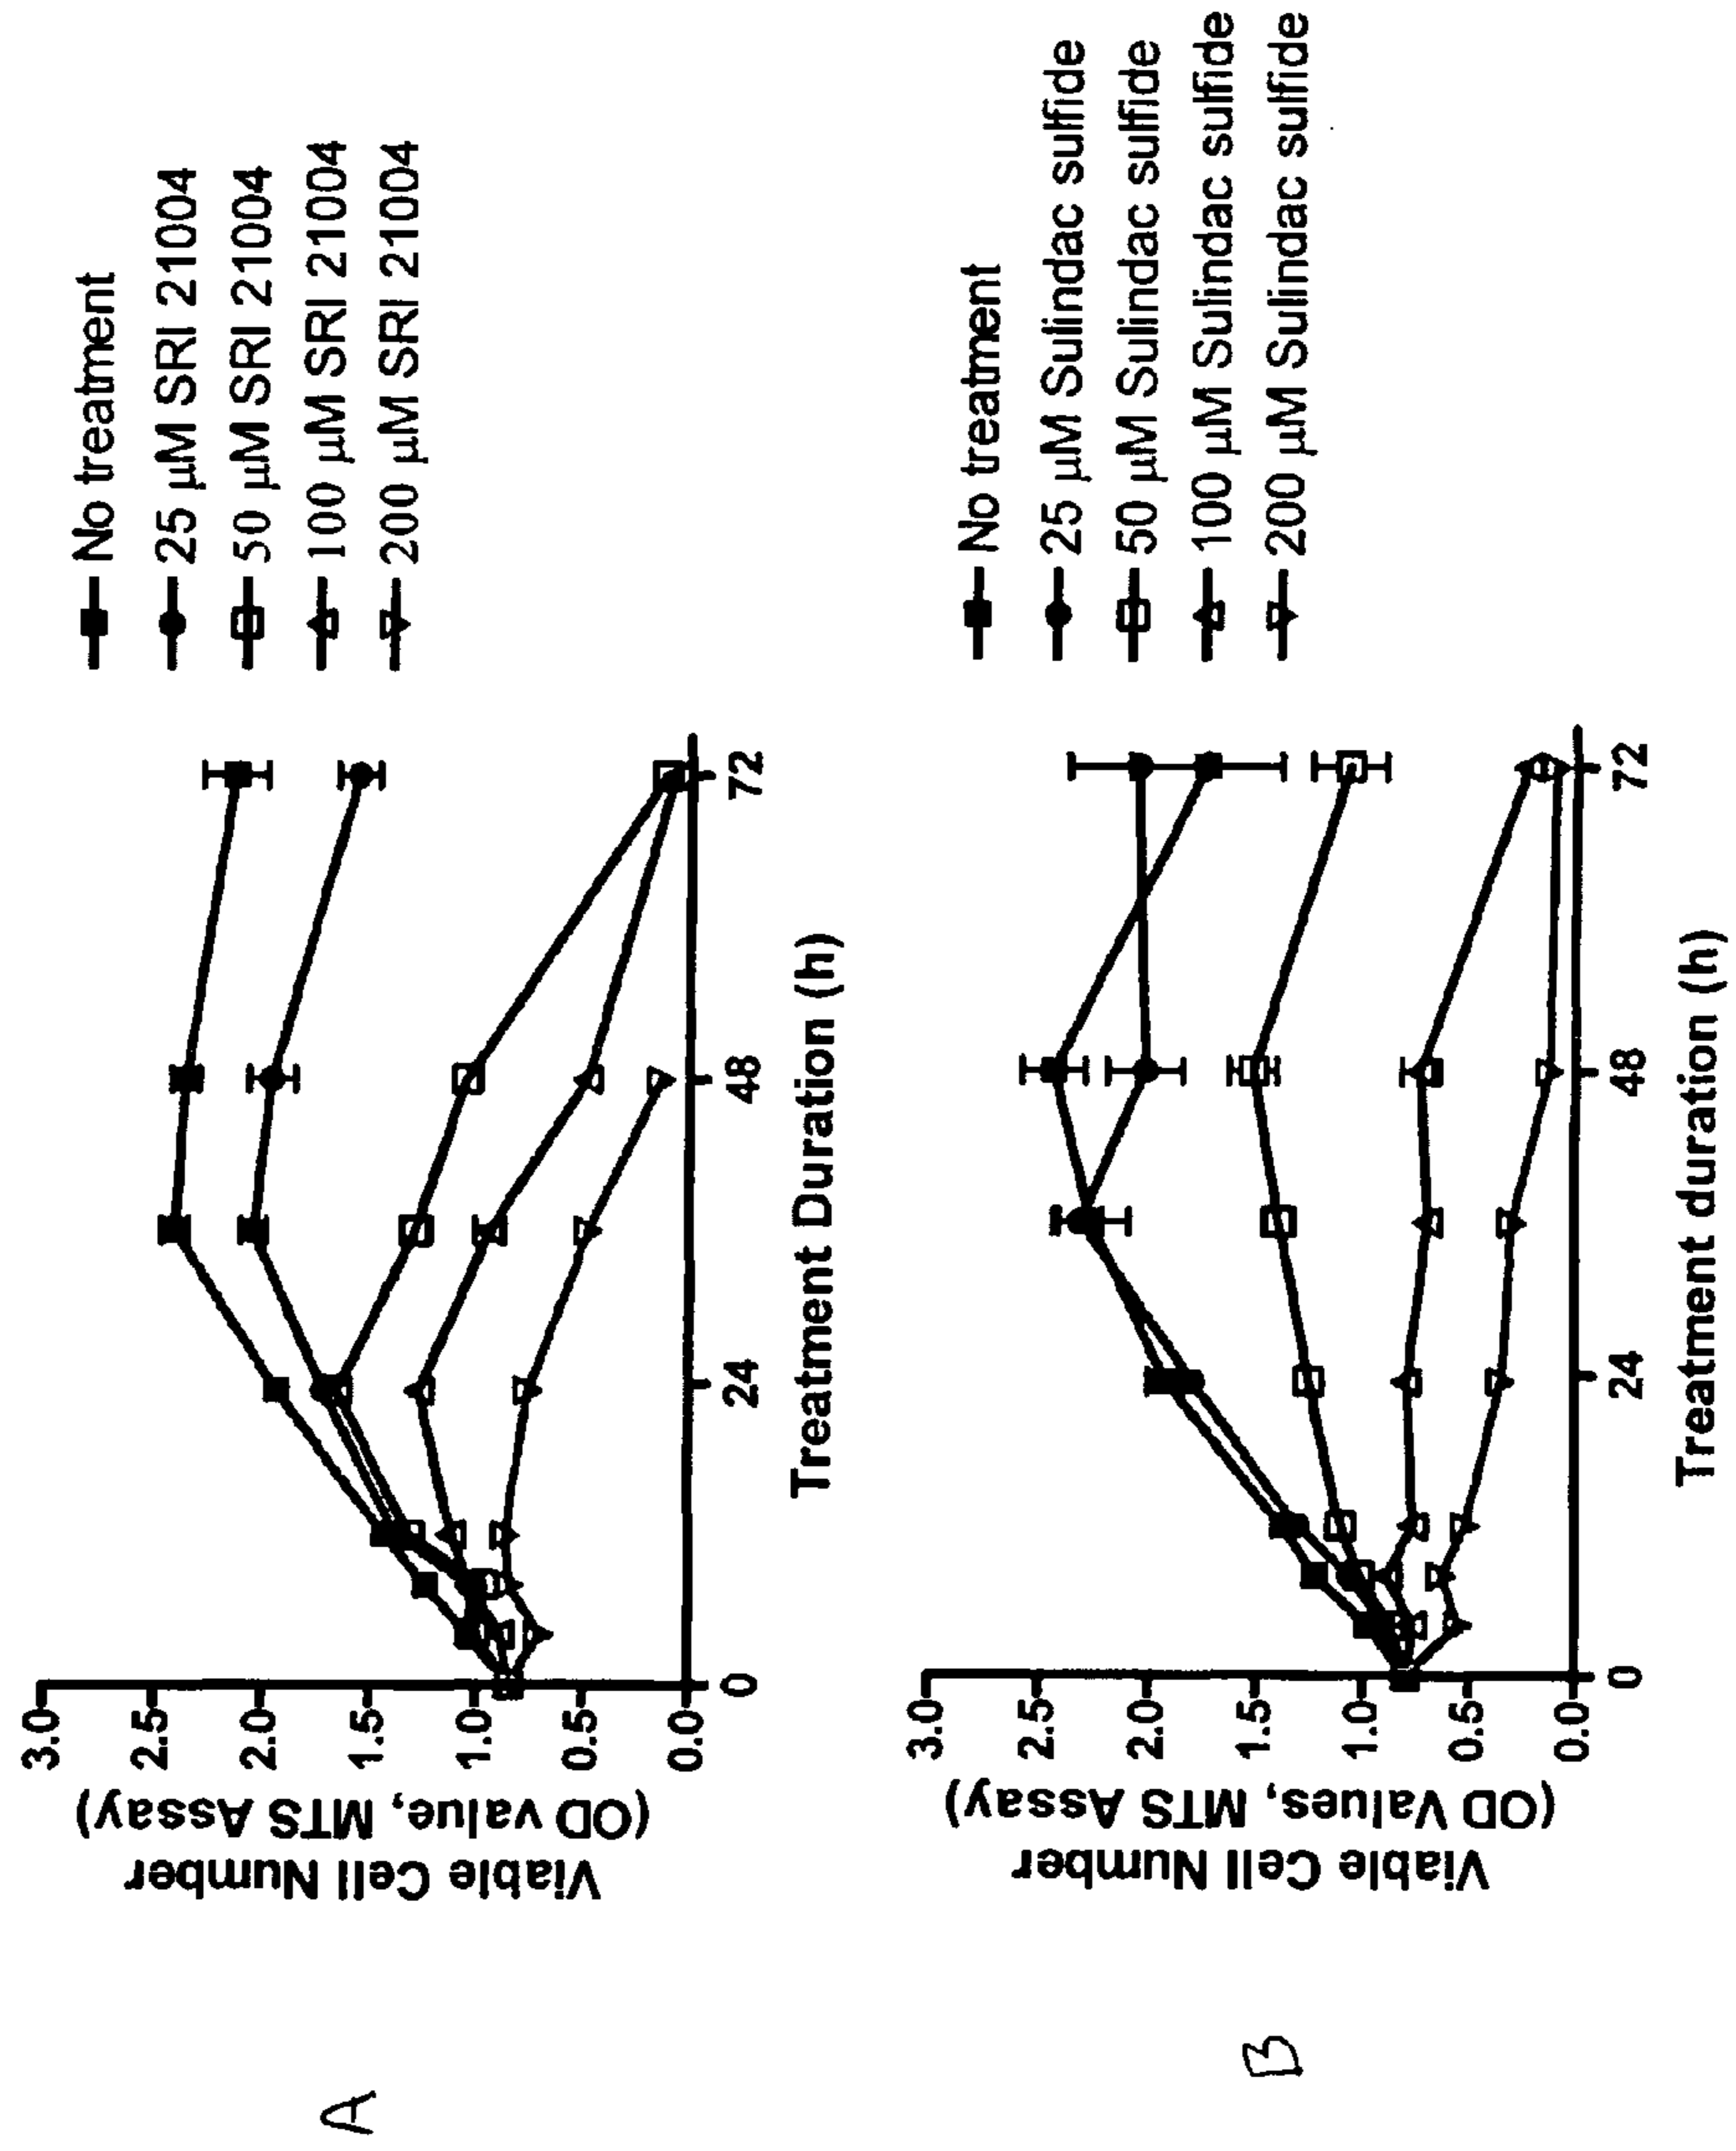 A
Viable Cell Number
(OD value, MTS Assay)
3.0
2.5
2.0
1.5
1.0
0.5
0.0
0
24
48
72
Treatment Duration (h)
No treatment
25 µM SRI 21004
50 µM SRI 21004
100 µM SRI 21004
200 µM SRI 21004
B
Viable Cell Number
(OD Values, MTS Assay)
3.0
2.5
2.0
1.5
1.0
0.5
0.0
0
24
48
72
Treatment duration (h)
No treatment
25 µM Sulindac sulfide
50 µM Sulindac sulfide
100 µM Sulindac sulfide
200 µM Sulindac sulfide